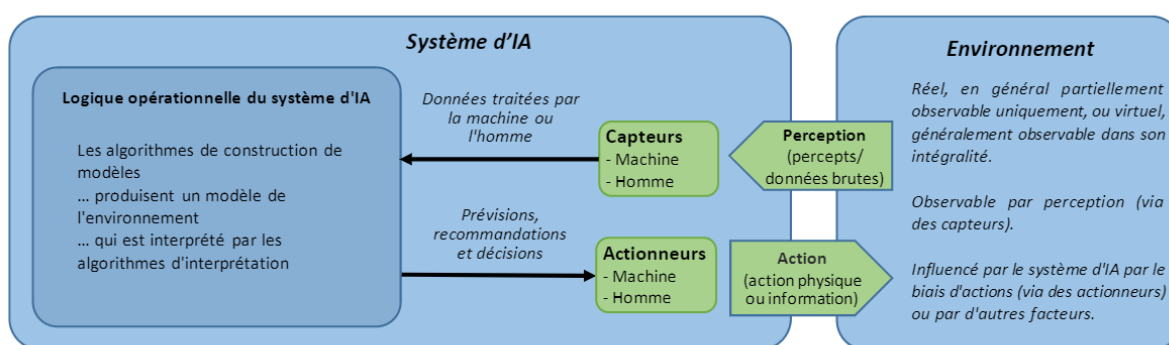 Système d'IA
Logique opérationnelle du système d'IA
Les algorithmes de construction de
modèles
... produisent un modèle de
l'environnement
... qui est interprété par les
algorithmes d'interprétation
Données traitées par
la machine ou
l'homme
Prévisions,
recommandations
et décisions
Capteurs
- Machine
- Homme
Actionneurs
- Machine
- Homme
Perception
(percepts/
données brutes)
Action
(action physique
ou information)
Environnement
Réel, en général partiellement
observable uniquement, ou virtuel,
généralement observable dans son
intégralité.
Observable par perception (via
des capteurs).
Influencé par le système d'IA par le
biais d'actions (via des actionneurs)
ou par d'autres facteurs.